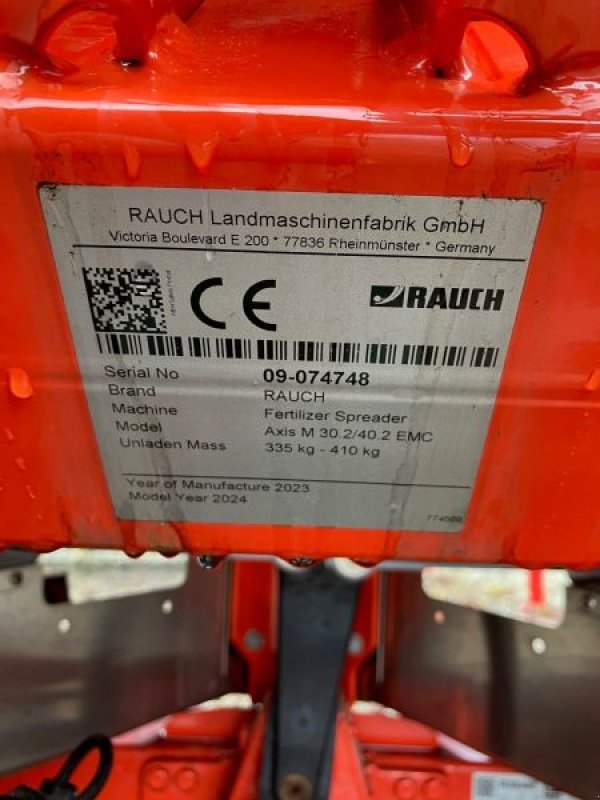 RAUCH Landmaschinenfabrik GmbH
Victoria Boulevard E 200 * 77836 Rheinmünster * Germany
CE RAUCH
Serial No 09-074748
Brand RAUCH
Machine Fertilizer Spreader
Model Axis M 30.2/40.2 EMC
Unladen Mass 335 kg - 410 kg
Year of Manufacture 2023
Model Year 2024